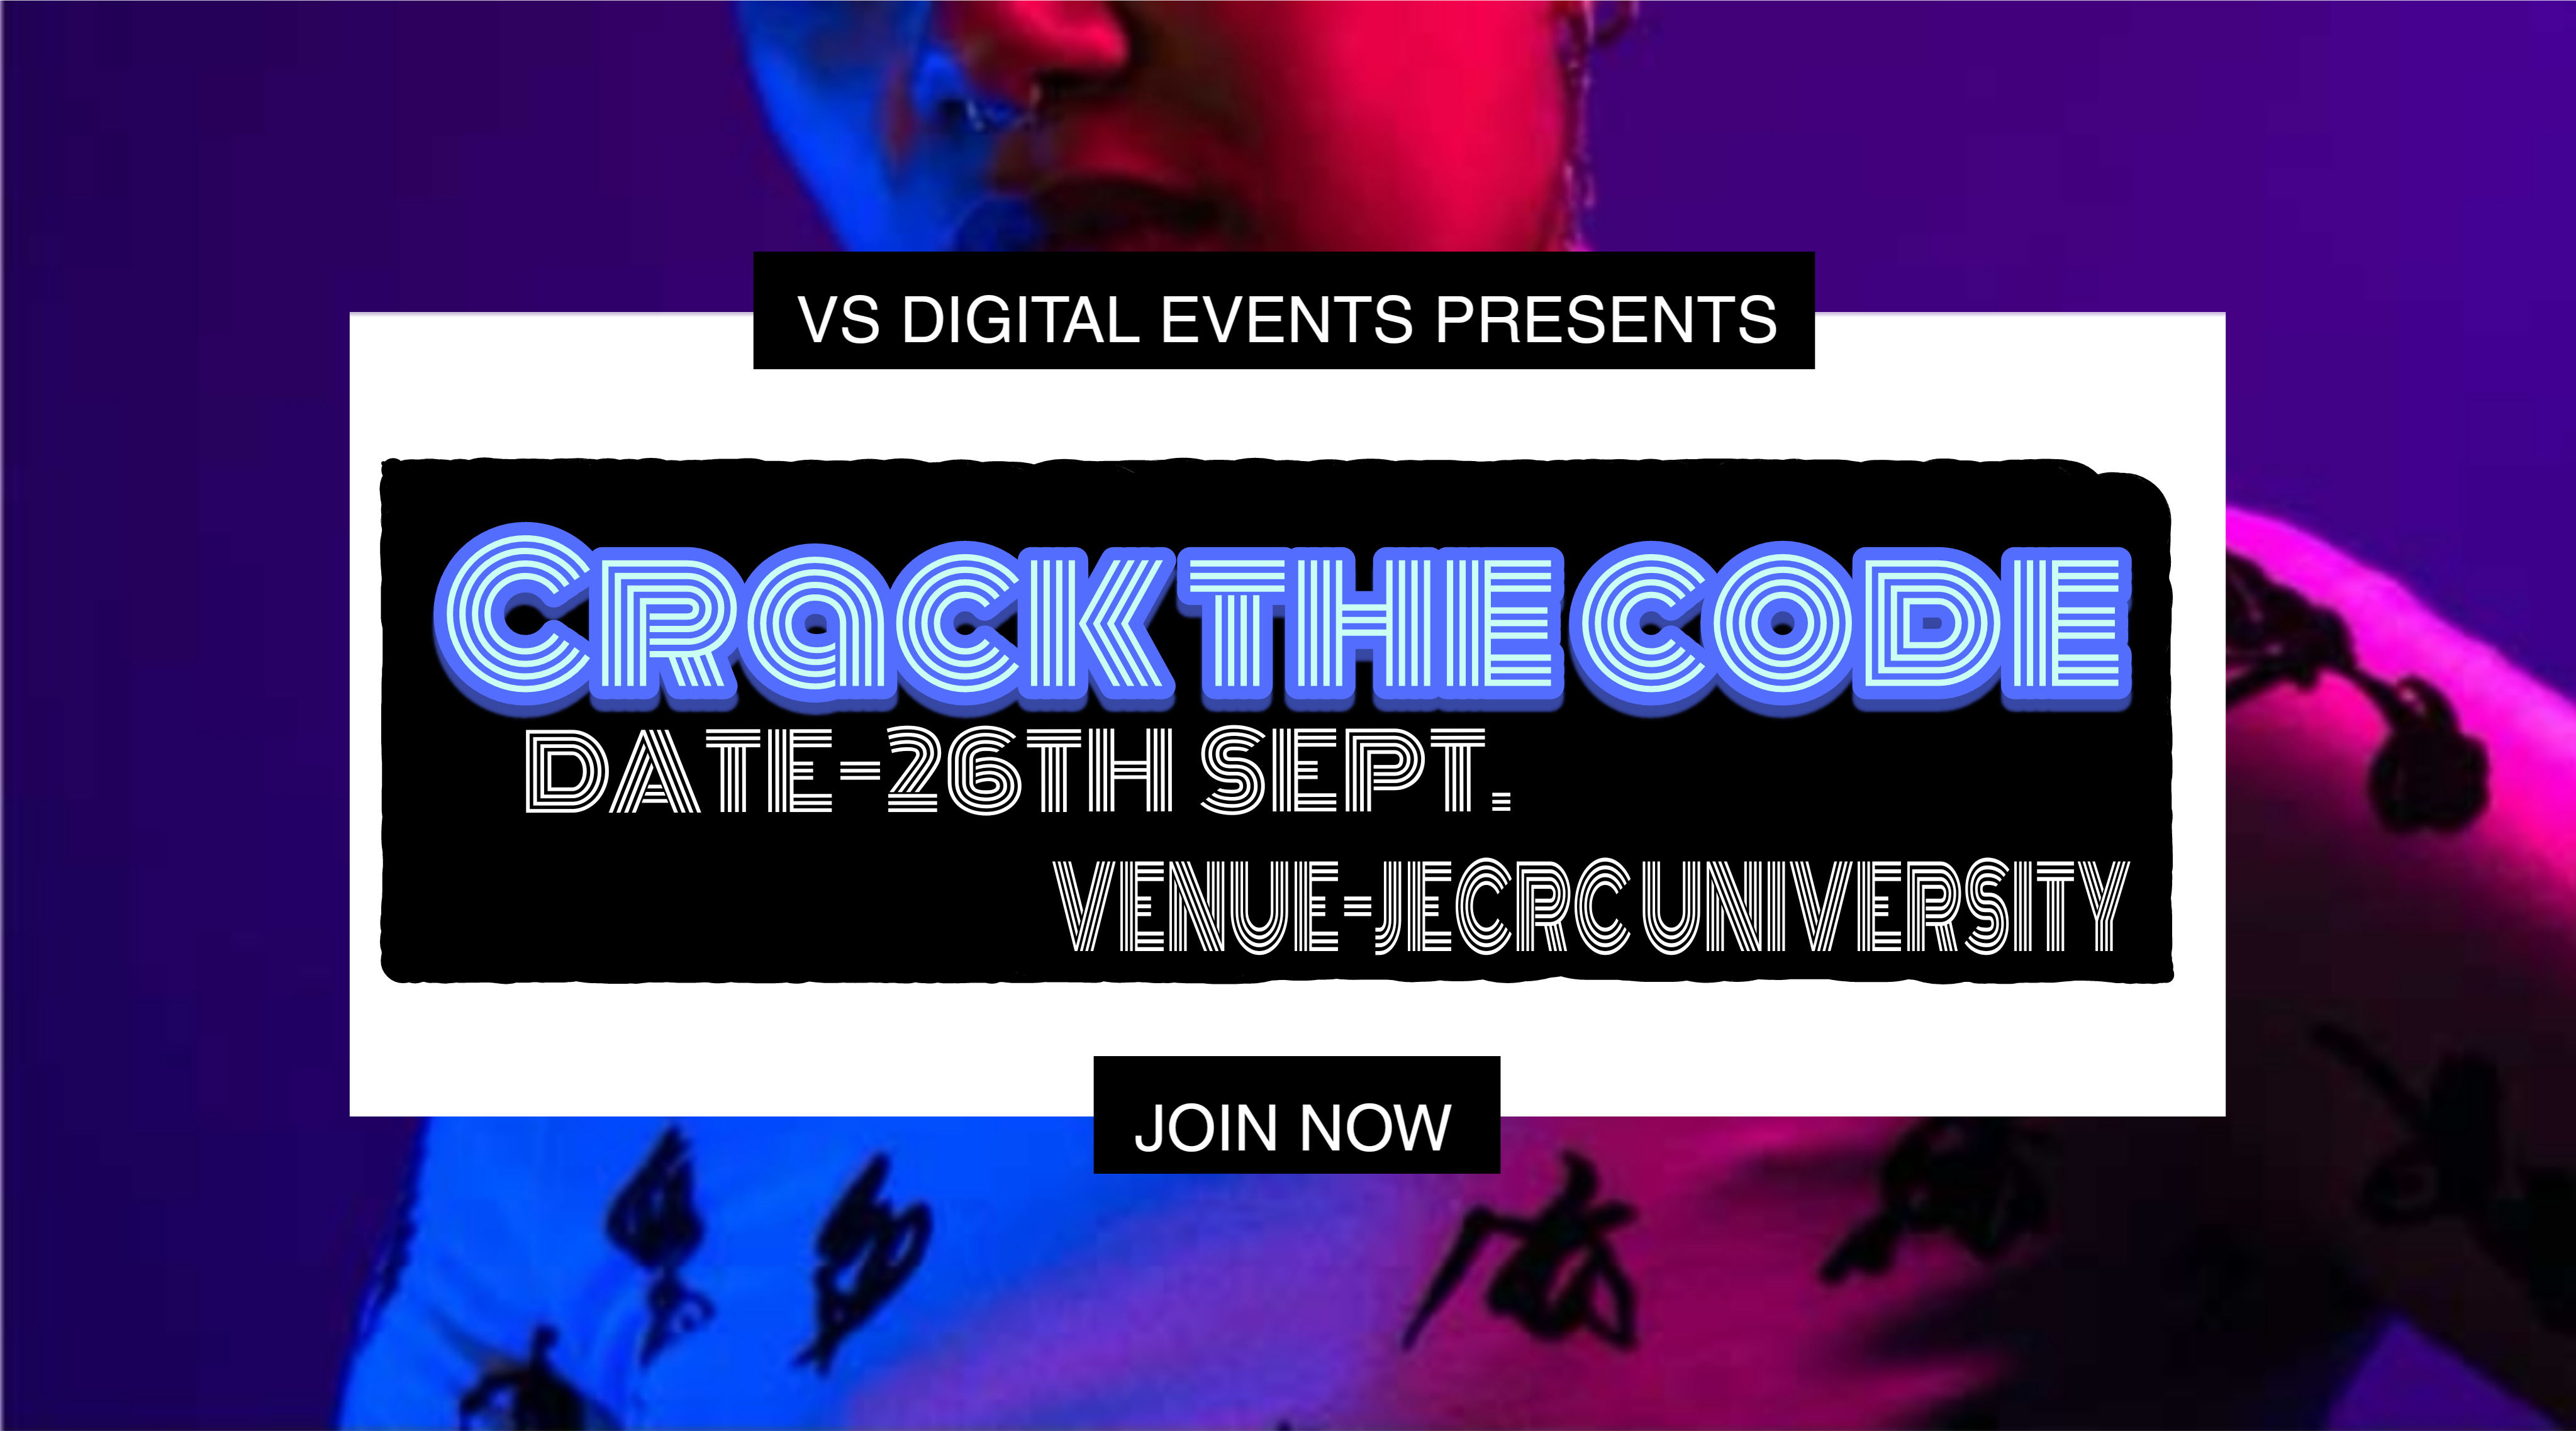 VS DIGITAL EVENTS PRESENTS
Crack the code
DATE-26TH SEPT.
VENUE-JECRC UNIVERSITY
JOIN NOW